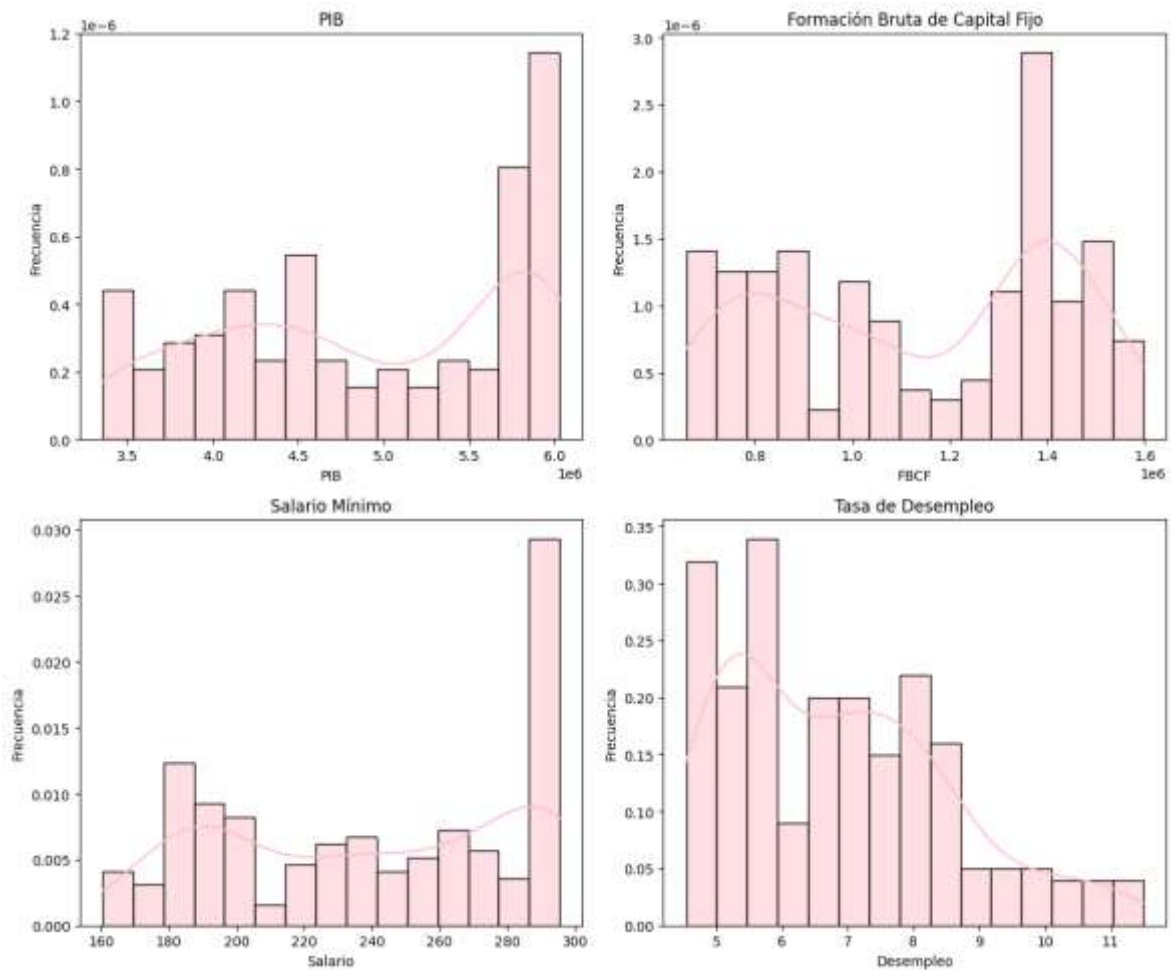 PIB
1e−6
1.2
1.0
0.8
0.6
0.4
0.2
0.0
Frecuencia
3.5 4.0 4.5 5.0 5.5 6.0
1e6
PIB
Formación Bruta de Capital Fijo
1e−6
3.0
2.5
2.0
1.5
1.0
0.5
0.0
Frecuencia
0.8 1.0 1.2 1.4 1.6
1e6
FBCF
Salario Mínimo
0.030
0.025
0.020
0.015
0.010
0.005
0.000
Frecuencia
160 180 200 220 240 260 280 300
Salario
Tasa de Desempleo
0.35
0.30
0.25
0.20
0.15
0.10
0.05
0.00
Frecuencia
5 6 7 8 9 10 11
Desempleo